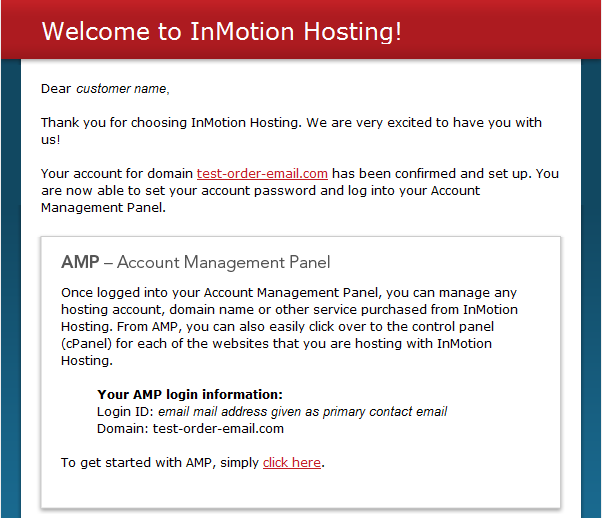 Welcome to InMotion Hosting!
Dear customer name,
Thank you for choosing InMotion Hosting. We are very excited to have you with
us!
Your account for domain test-order-email.com has been confirmed and set up. You
are now able to set your account password and log into your Account
Management Panel.
AMP – Account Management Panel
Once logged into your Account Management Panel, you can manage any
hosting account, domain name or other service purchased from InMotion
Hosting. From AMP, you can also easily click over to the control panel
(cPanel) for each of the websites that you are hosting with InMotion
Hosting.
Your AMP login information:
Login ID: email mail address given as primary contact email
Domain: test-order-email.com
To get started with AMP, simply click here.